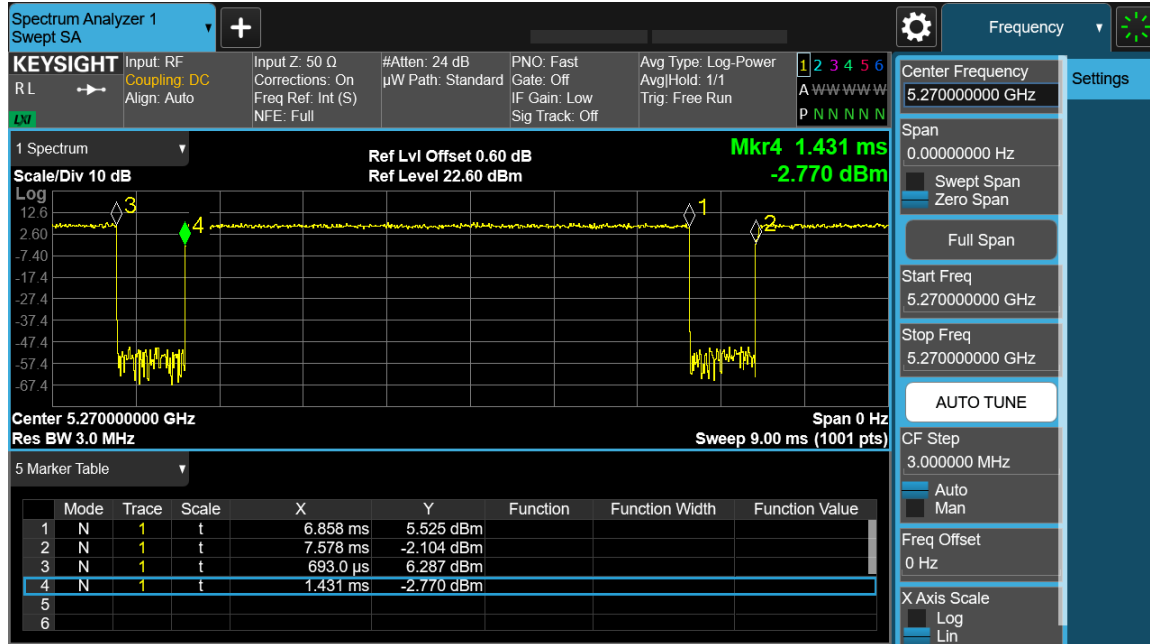 Spectrum Analyzer 1
Swept SA
Frequency
KEYSIGHT
R L
LXI
Input: RF
Coupling: DC
Align: Auto
Input Z: 50 Ω
Corrections: On
Freq Ref: Int (S)
NFE: Full
#Atten: 24 dB
µW Path: Standard
PNO: Fast
Gate: Off
IF Gain: Low
Sig Track: Off
Avg Type: Log-Power
Avg|Hold: 1/1
Trig: Free Run
1 2 3 4 5 6
A W W W W W
P N N N N N
1 Spectrum
Scale/Div 10 dB
Ref Lvl Offset 0.60 dB
Ref Level 22.60 dBm
Mkr4 1.431 ms
-2.770 dBm
Log
12.6
2.60
-7.40
-17.4
-27.4
-37.4
-47.4
-57.4
-67.4
3
4
1
2
Center 5.270000000 GHz
Res BW 3.0 MHz
Span 0 Hz
Sweep 9.00 ms (1001 pts)
5 Marker Table
Mode Trace Scale X Y Function Function Width Function Value
1 N 1 t 6.858 ms 5.525 dBm
2 N 1 t 7.578 ms -2.104 dBm
3 N 1 t 693.0 µs 6.287 dBm
4 N 1 t 1.431 ms -2.770 dBm
5
6
Center Frequency
5.270000000 GHz
Settings
Span
0.00000000 Hz
Swept Span
Zero Span
Full Span
Start Freq
5.270000000 GHz
Stop Freq
5.270000000 GHz
AUTO TUNE
CF Step
3.000000 MHz
Auto
Man
Freq Offset
0 Hz
X Axis Scale
Log
Lin